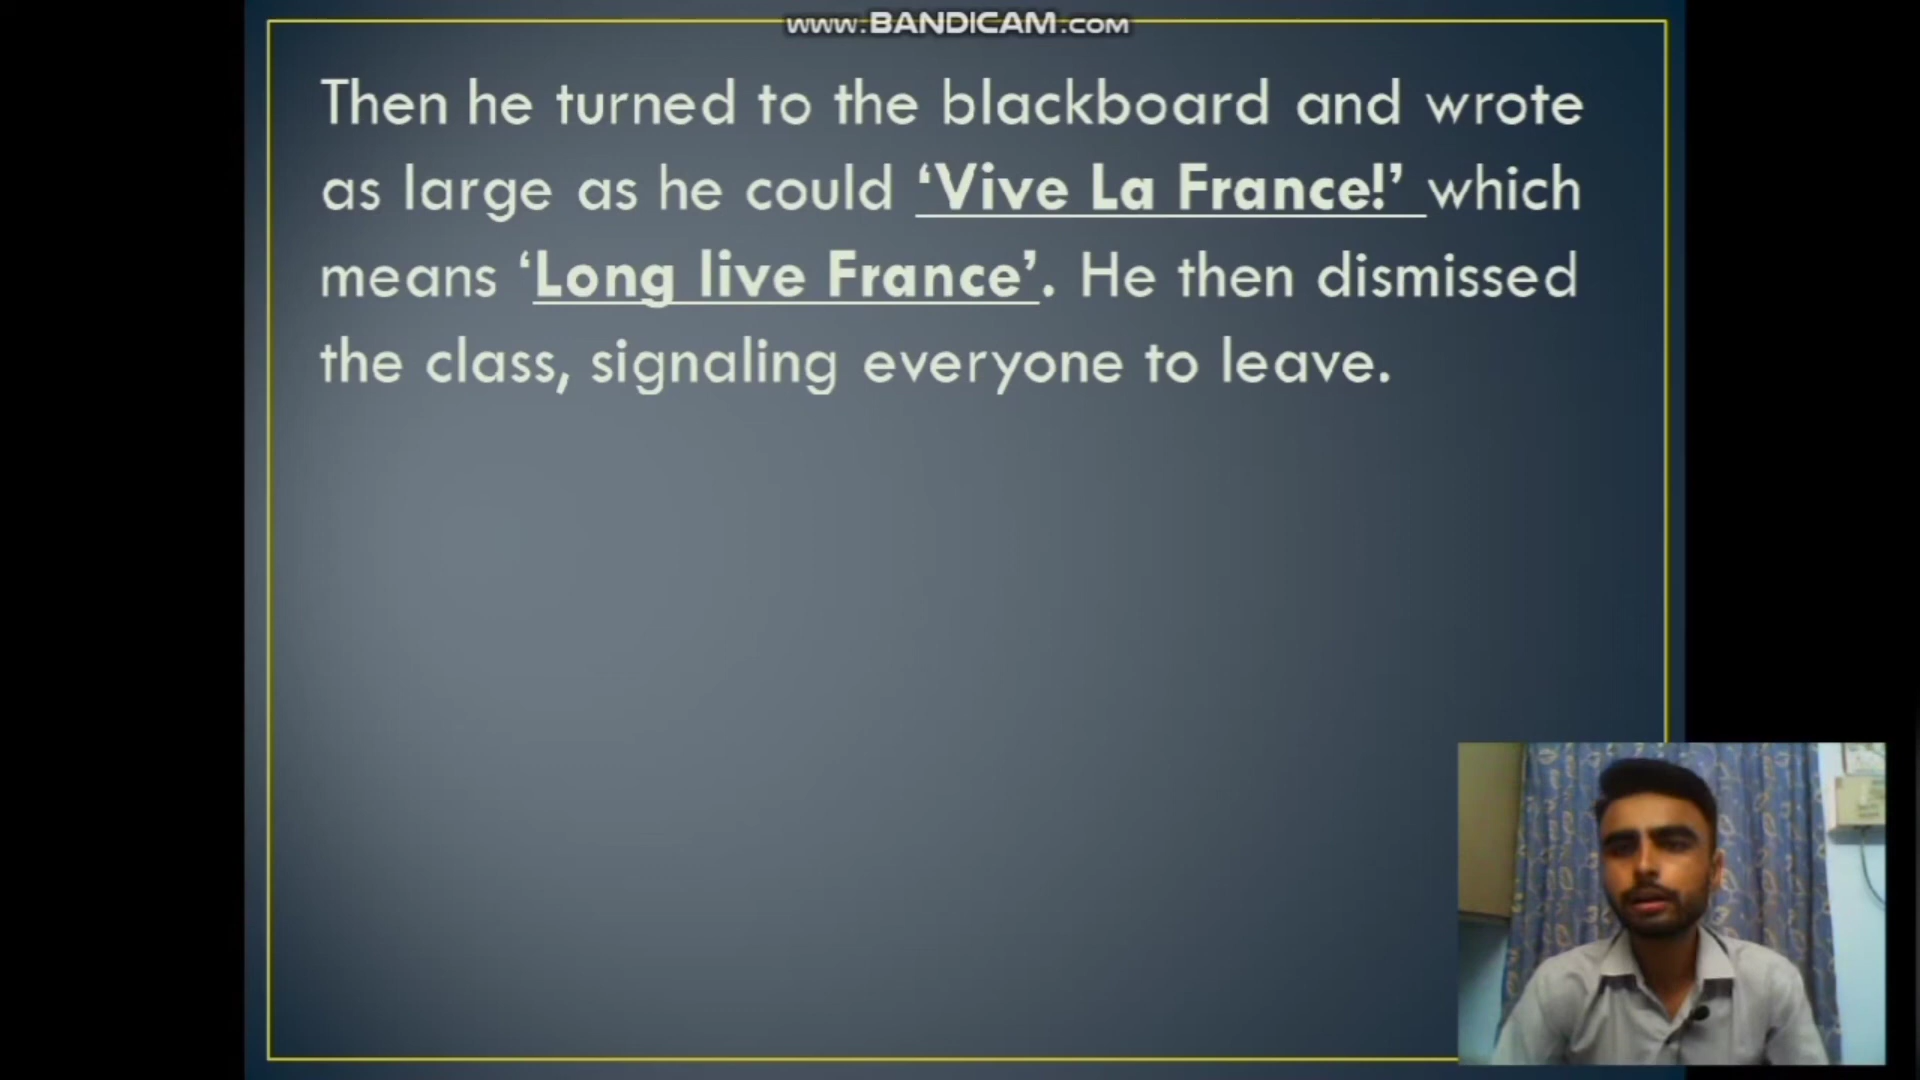 www.BANDICAM.com
Then he turned to the blackboard and wrote
as large as he could ‘Vive La France!’ which
means ‘Long live France’. He then dismissed
the class, signaling everyone to leave.